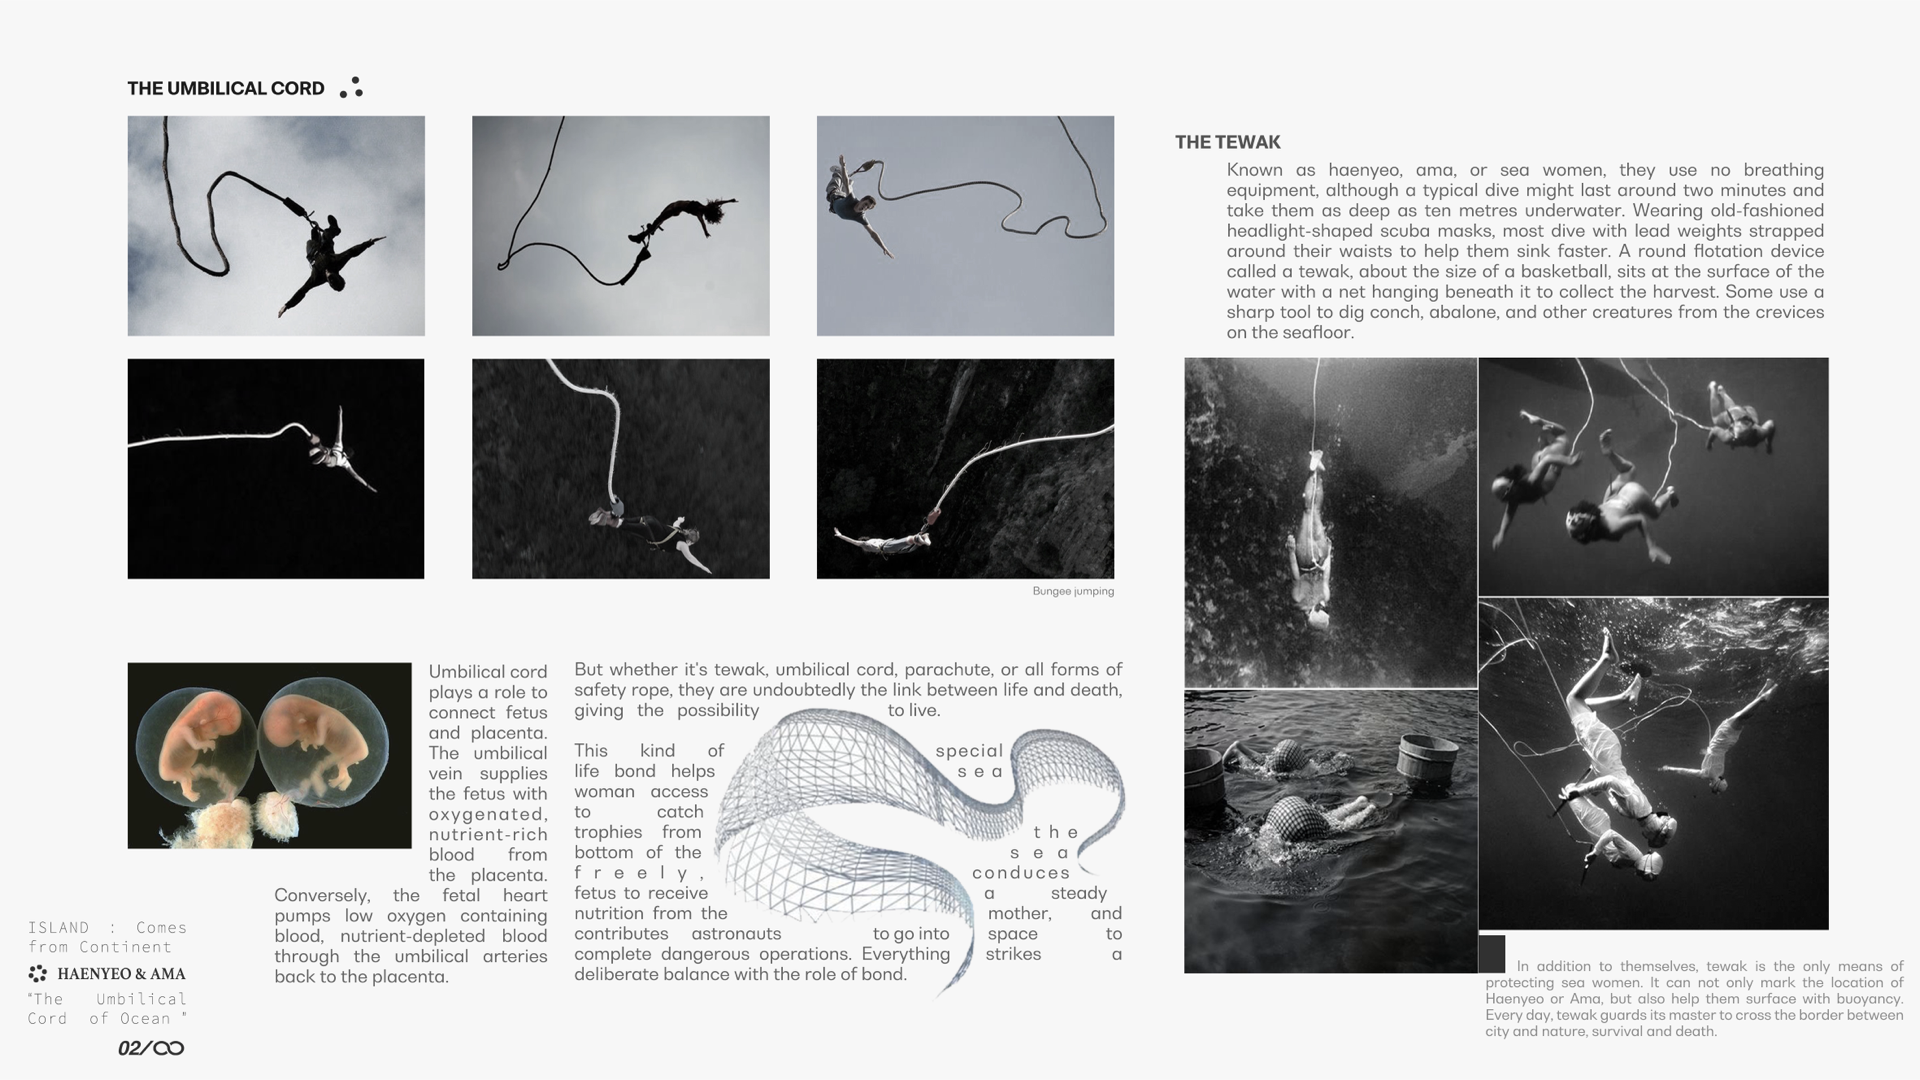 THE UMBILICAL CORD
Bungee jumping
Umbilical cord
plays a role to
connect fetus
and placenta.
The umbilical
vein supplies
the fetus with
oxygenated,
nutrient-rich
blood from
the placenta.
Conversely, the fetal heart
pumps low oxygen containing
blood, nutrient-depleted blood
through the umbilical arteries
back to the placenta.
But whether it's tewak, umbilical cord, parachute, or all forms of
safety rope, they are undoubtedly the link between life and death,
giving the possibility to live.
This kind of special
life bond helps sea
woman access
to catch
trophies from the
bottom of the sea
freely, conduces
fetus to receive a steady
nutrition from the mother, and
contributes astronauts to go into space to
complete dangerous operations. Everything strikes a
deliberate balance with the role of bond.
THE TEWAK
Known as haenyeo, ama, or sea women, they use no breathing
equipment, although a typical dive might last around two minutes and
take them as deep as ten metres underwater. Wearing old-fashioned
headlight-shaped scuba masks, most dive with lead weights strapped
around their waists to help them sink faster. A round flotation device
called a tewak, about the size of a basketball, sits at the surface of the
water with a net hanging beneath it to collect the harvest. Some use a
sharp tool to dig conch, abalone, and other creatures from the crevices
on the seafloor.
In addition to themselves, tewak is the only means of
protecting sea women. It can not only mark the location of
Haenyeo or Ama, but also help them surface with buoyancy.
Every day, tewak guards its master to cross the border between
city and nature, survival and death.
ISLAND : Comes
from Continent
HAENYEO & AMA
"The Umbilical
Cord of Ocean "
02/∞